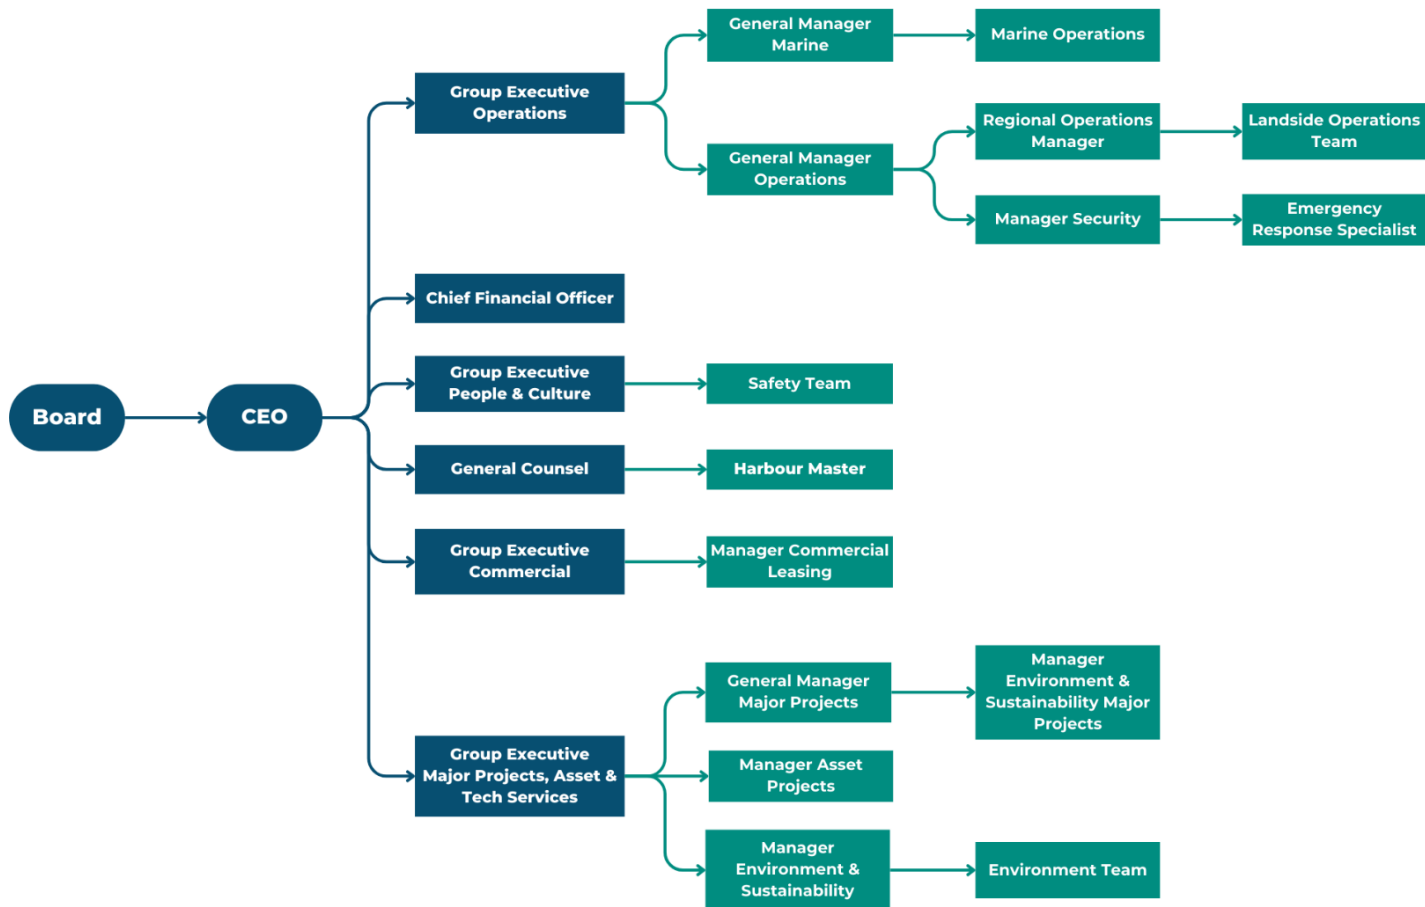 Board
CEO
Group Executive
Operations
General Manager
Marine
Marine Operations
General Manager
Operations
Regional Operations
Manager
Landside Operations
Team
Manager Security
Emergency
Response Specialist
Chief Financial Officer
Group Executive
People & Culture
Safety Team
General Counsel
Harbour Master
Group Executive
Commercial
Manager Commercial
Leasing
Group Executive
Major Projects, Asset &
Tech Services
General Manager
Major Projects
Manager
Environment &
Sustainability Major
Projects
Manager Asset
Projects
Manager
Environment &
Sustainability
Environment Team